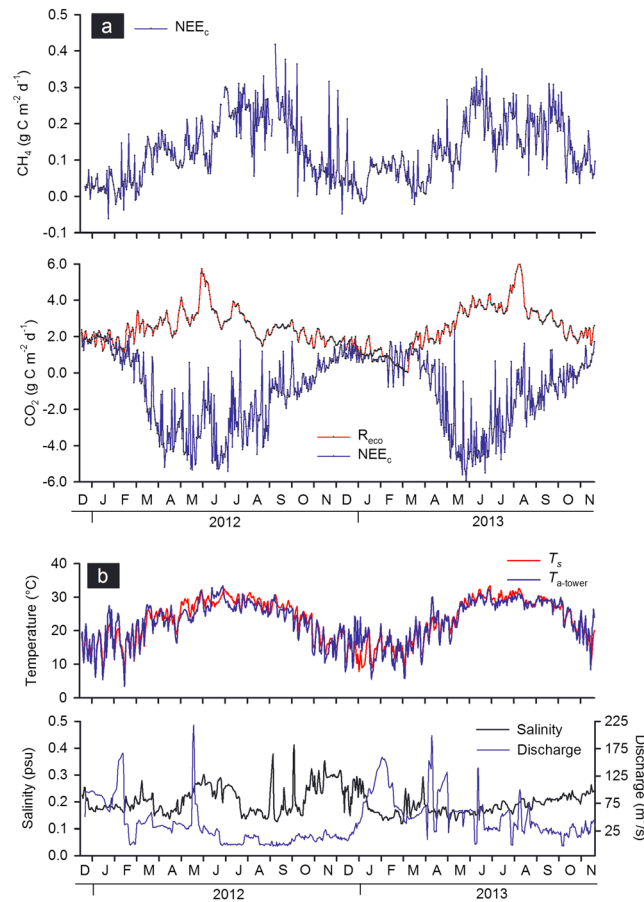 a
NEEc
CH4 (g C m-2 d-1)
0.5
0.4
0.3
0.2
0.1
0.0
-0.1
CO2 (g C m-2 d-1)
6.0
4.0
2.0
0.0
-2.0
-4.0
-6.0
Reco
NEEc
D J F M A M J J A S O N D J F M A M J J A S O N
2012 2013
b
Ts
Ta-tower
Temperature (°C)
40
30
20
10
0
Salinity (psu)
0.5
0.4
0.3
0.2
0.1
0.0
Salinity
Discharge
225
175
125
75
25
Discharge (m /s)
D J F M A M J J A S O N D J F M A M J J A S O N
2012 2013